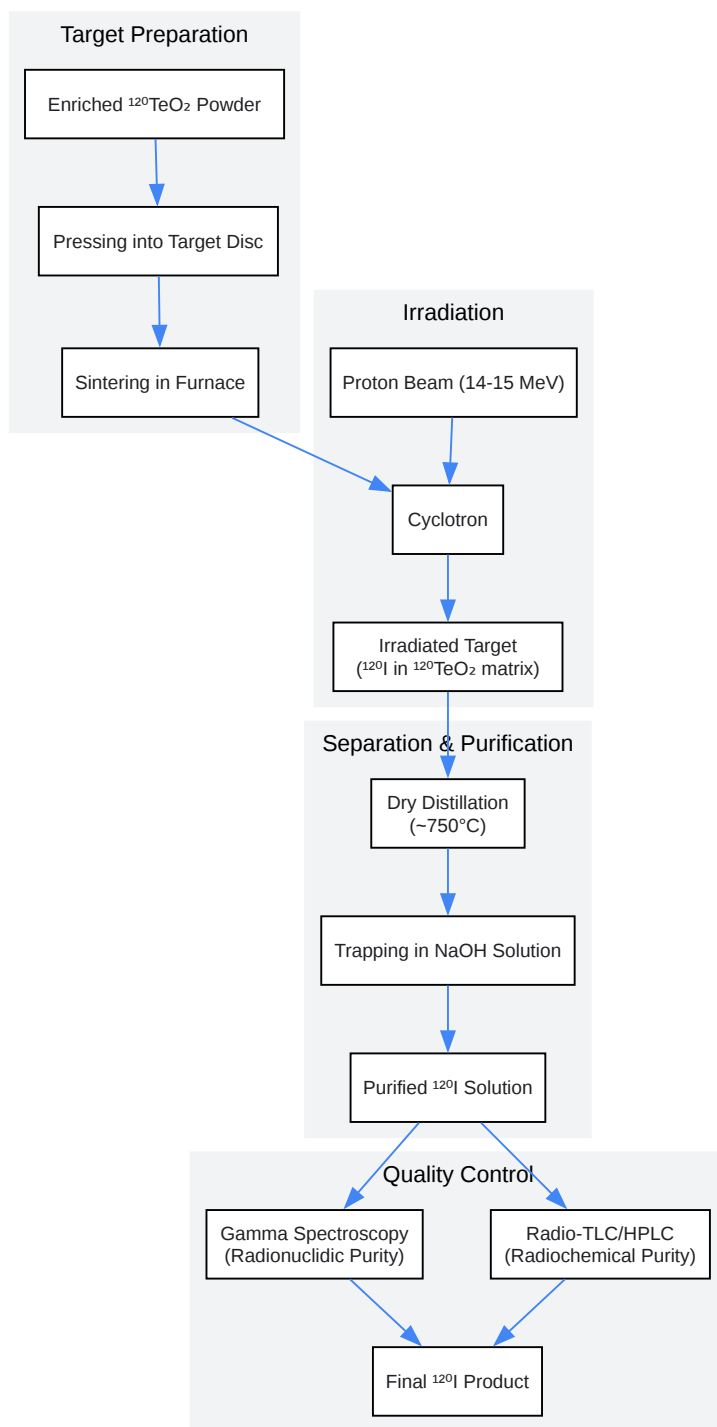 Target Preparation
Enriched ¹²⁰TeO₂ Powder
Pressing into Target Disc
Sintering in Furnace
Irradiation
Proton Beam (14-15 MeV)
Cyclotron
Irradiated Target
(¹²⁰I in ¹²⁰TeO₂ matrix)
Separation & Purification
Dry Distillation
(~750°C)
Trapping in NaOH Solution
Purified ¹²⁰I Solution
Quality Control
Gamma Spectroscopy
(Radionuclidic Purity)
Radio-TLC/HPLC
(Radiochemical Purity)
Final ¹²⁰I Product